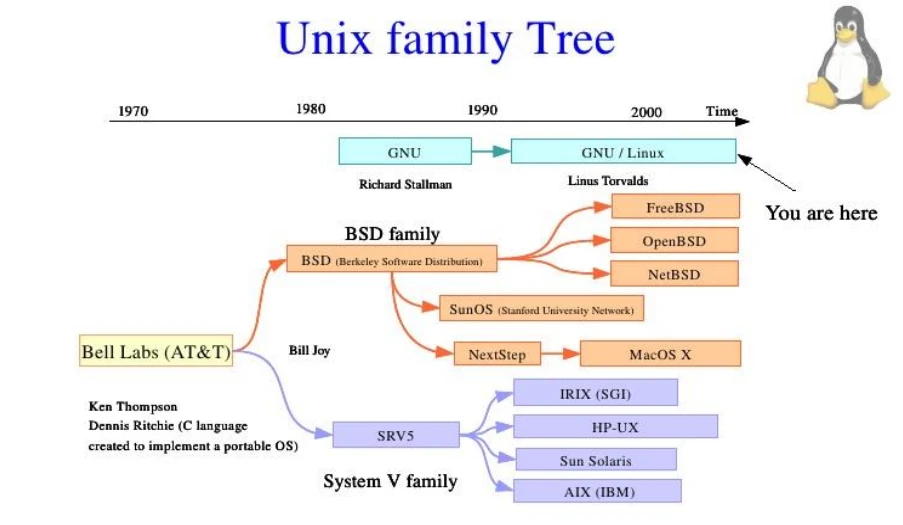 Unix family Tree
1970 1980 1990 2000 Time
GNU GNU / Linux
Richard Stallman Linus Torvalds
You are here
FreeBSD
BSD family
OpenBSD
BSD (Berkeley Software Distribution)
NetBSD
SunOS (Stanford University Network)
Bell Labs (AT&T)
Bill Joy
NextStep MacOS X
IRIX (SGI)
Ken Thompson
Dennis Ritchie (C language
created to implement a portable OS)
SRV5
HP-UX
Sun Solaris
System V family
AIX (IBM)